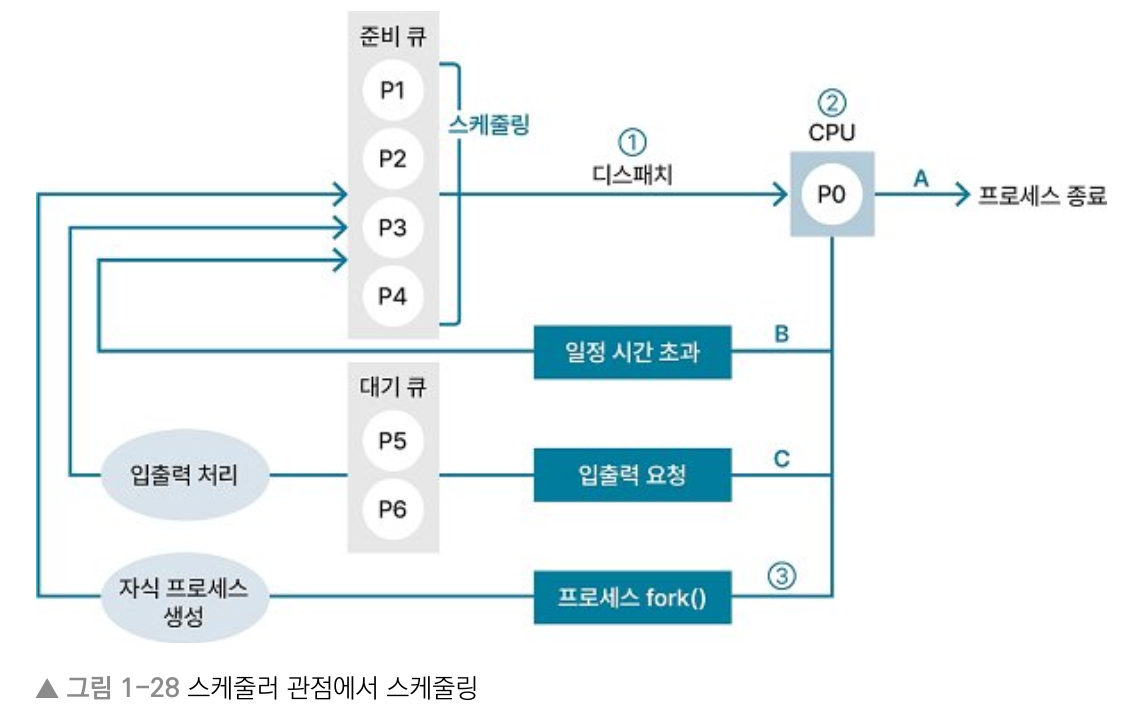 준비 큐
P1
P2
P3
P4
스케줄링
①
디스패치
②
CPU
P0
A
프로세스 종료
일정 시간 초과
B
대기 큐
P5
P6
입출력 처리
입출력 요청
C
자식 프로세스
생성
프로세스 fork()
③
▲ 그림 1-28 스케줄러 관점에서 스케줄링